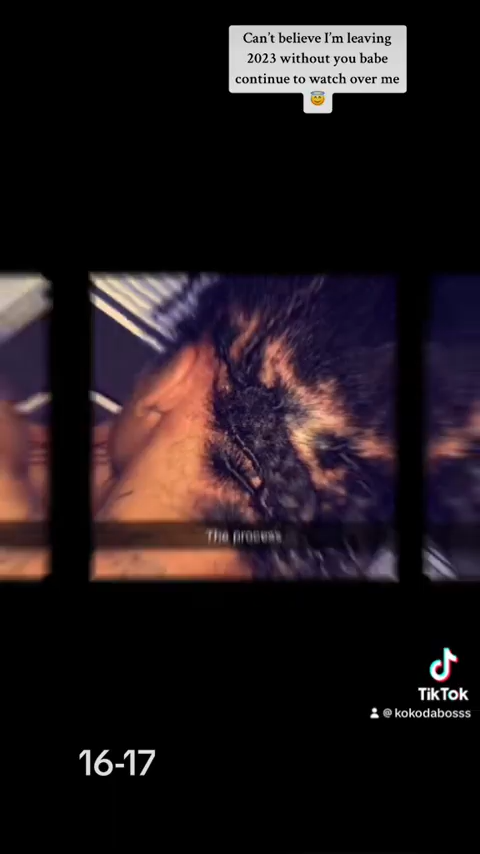 Can't believe I'm leaving
2023 without you babe
continue to watch over me
😇
The process
TikTok
@kokodabosss
16-17